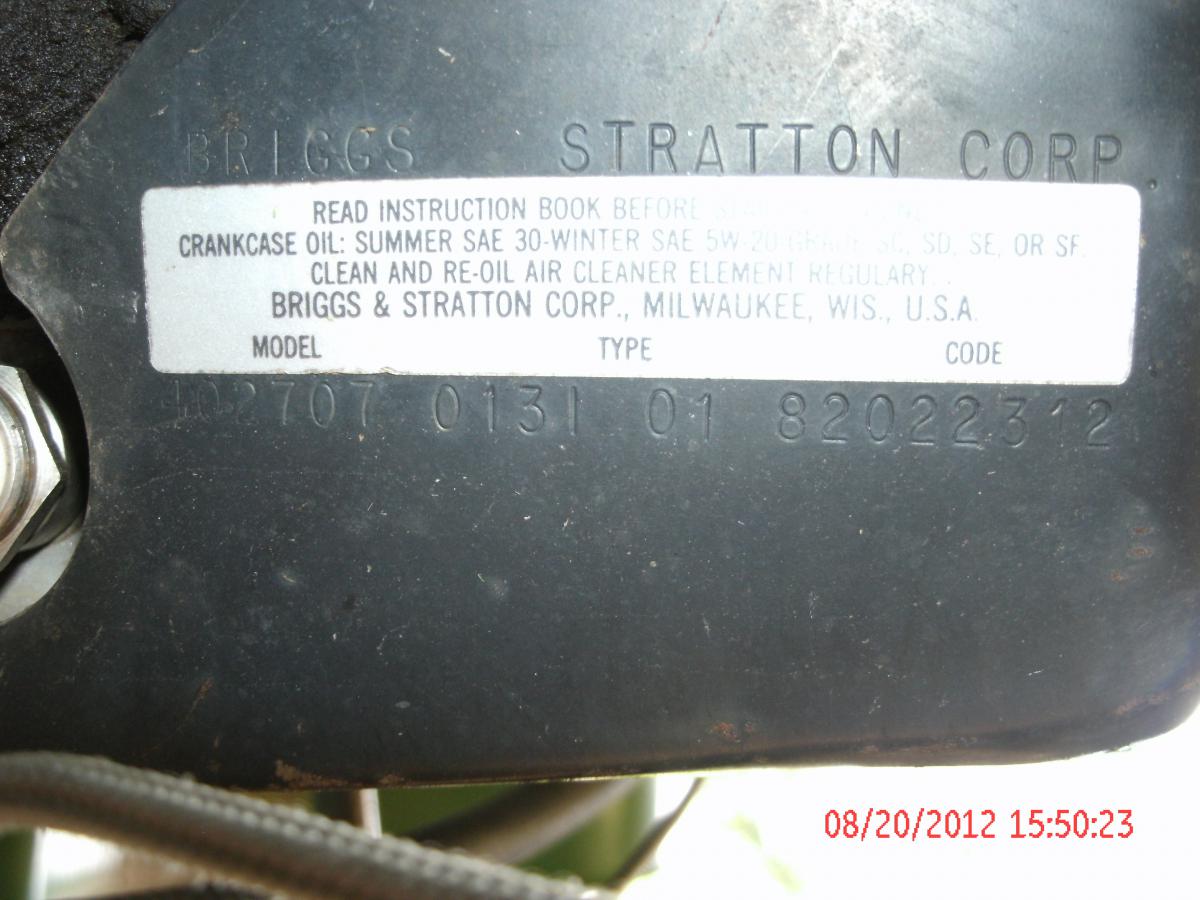 BRIGGS STRATTON CORP.
READ INSTRUCTION BOOK BEFORE
CRANKCASE OIL: SUMMER SAE 30-WINTER SAE 5W-20 GRADE SC, SD, SE, OR SF.
CLEAN AND RE-OIL AIR CLEANER ELEMENT REGULARY.
BRIGGS & STRATTON CORP., MILWAUKEE, WIS., U.S.A.
MODEL TYPE CODE
402707 0131 01 82022312
08/20/2012 15:50:23